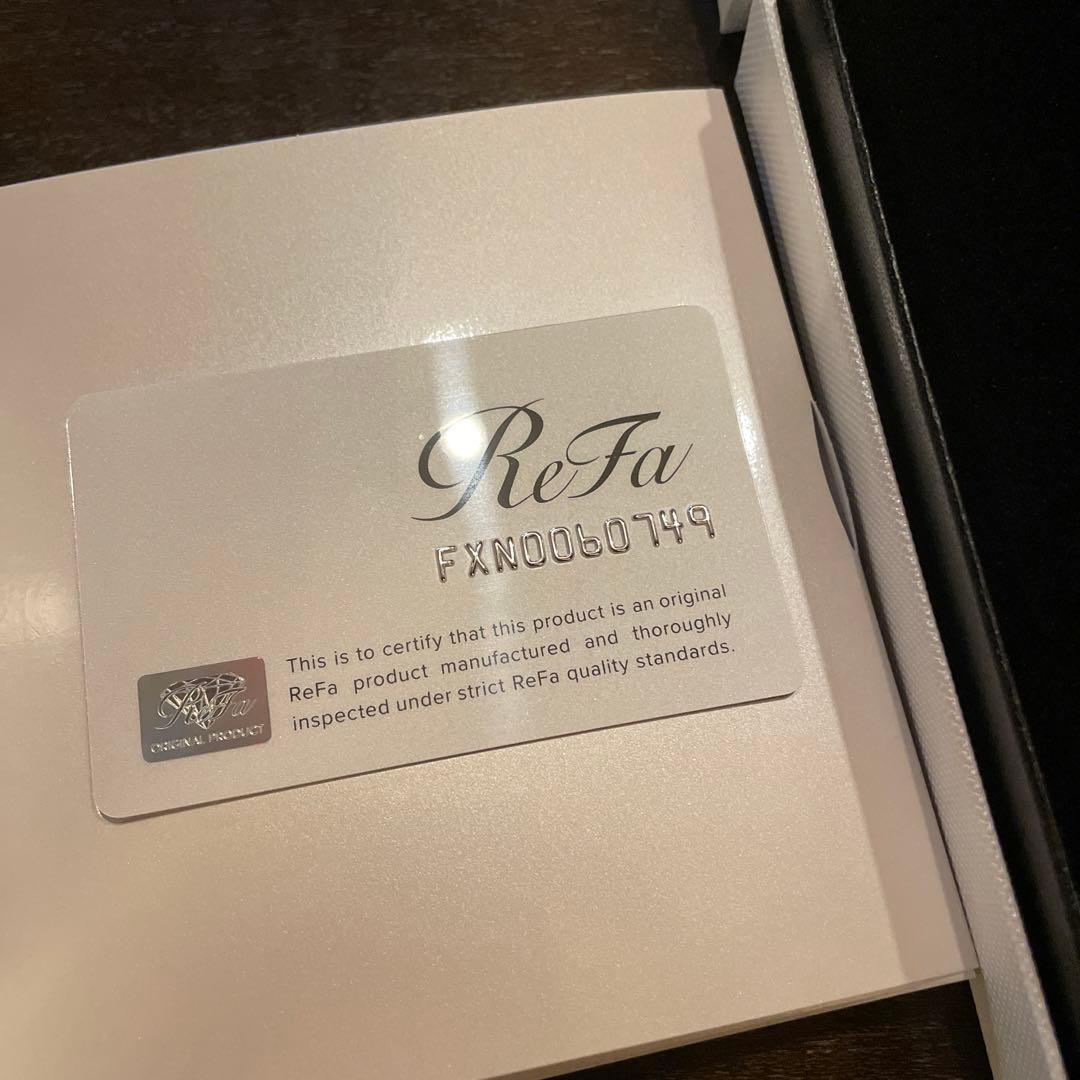 ReFa
FXN0060749
This is to certify that this product is an original
ReFa product manufactured and thoroughly
inspected under strict ReFa quality standards.
ReFa
ORIGINAL PRODUCT